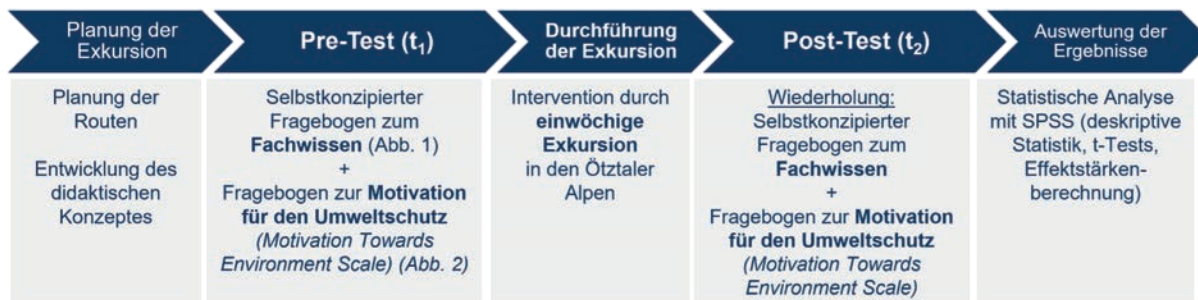 Planung der
Exkursion
Pre-Test (t₁)
Durchführung
der Exkursion
Post-Test (t₂)
Auswertung der
Ergebnisse
Planung der
Routen
Entwicklung des
didaktischen
Konzeptes
Selbstkonzipierter
Fragebogen zum
Fachwissen (Abb. 1)
+
Fragebogen zur Motivation
für den Umweltschutz
(Motivation Towards
Environment Scale) (Abb. 2)
Intervention durch
einwöchige
Exkursion
in den Ötztaler
Alpen
Wiederholung:
Selbstkonzipierter
Fragebogen zum
Fachwissen
+
Fragebogen zur Motivation
für den Umweltschutz
(Motivation Towards
Environment Scale)
Statistische Analyse
mit SPSS (deskriptive
Statistik, t-Tests,
Effektstärken-
berechnung)